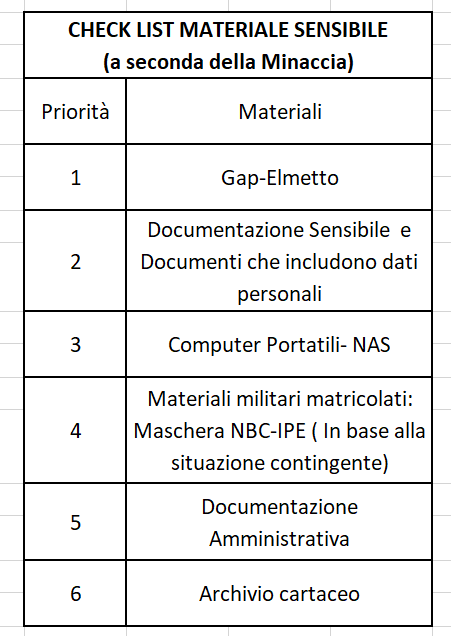 CHECK LIST MATERIALE SENSIBILE
(a seconda della Minaccia)
Priorità Materiali
1 Gap-Elmetto
2 Documentazione Sensibile e
Documenti che includono dati
personali
3 Computer Portatili- NAS
4 Materiali militari matricolati:
Maschera NBC-IPE ( In base alla
situazione contingente)
5 Documentazione
Amministrativa
6 Archivio cartaceo